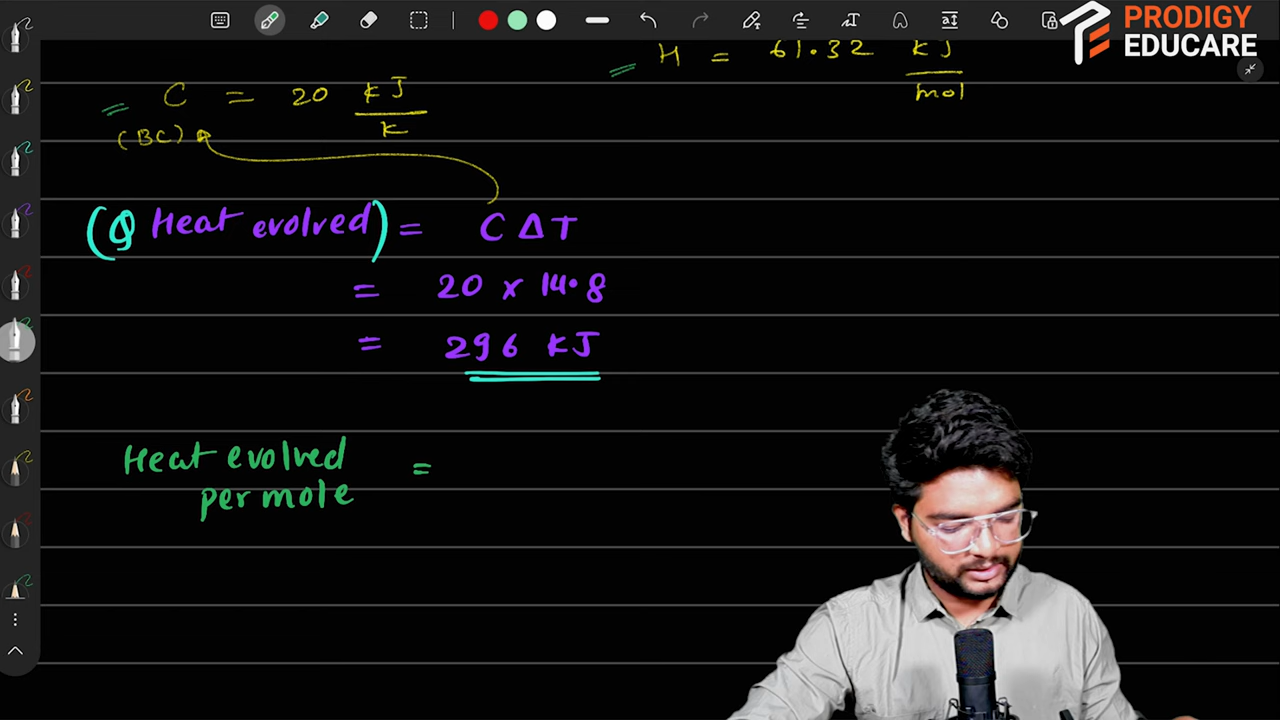 PRODIGY
EDUCARE
H = 61.32 kJ
mol
C = 20 kJ
K
(BC)
(Q Heat evolved) = C Δ T
= 20 x 14.8
= 296 kJ
Heat evolved
per mole =